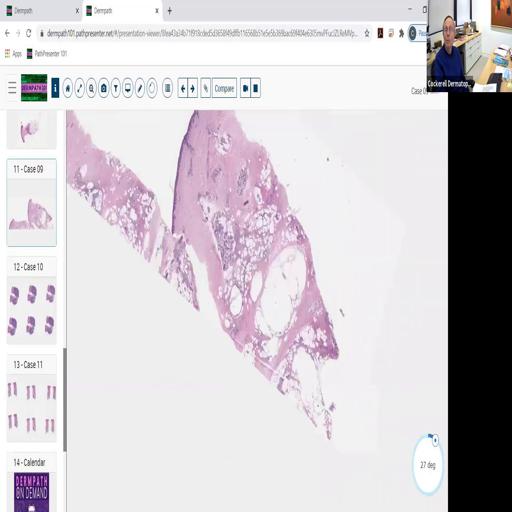 Dermpath
Dermpath
dermpath101.pathpresenter.net/#/presentation-viewer/
Apps
PathPresenter 101
Compare
Case 0
Cockerell Dermatop...
11 - Case 09
12 - Case 10
13 - Case 11
14 - Calendar
DERMPATH
ON DEMAND
27 deg